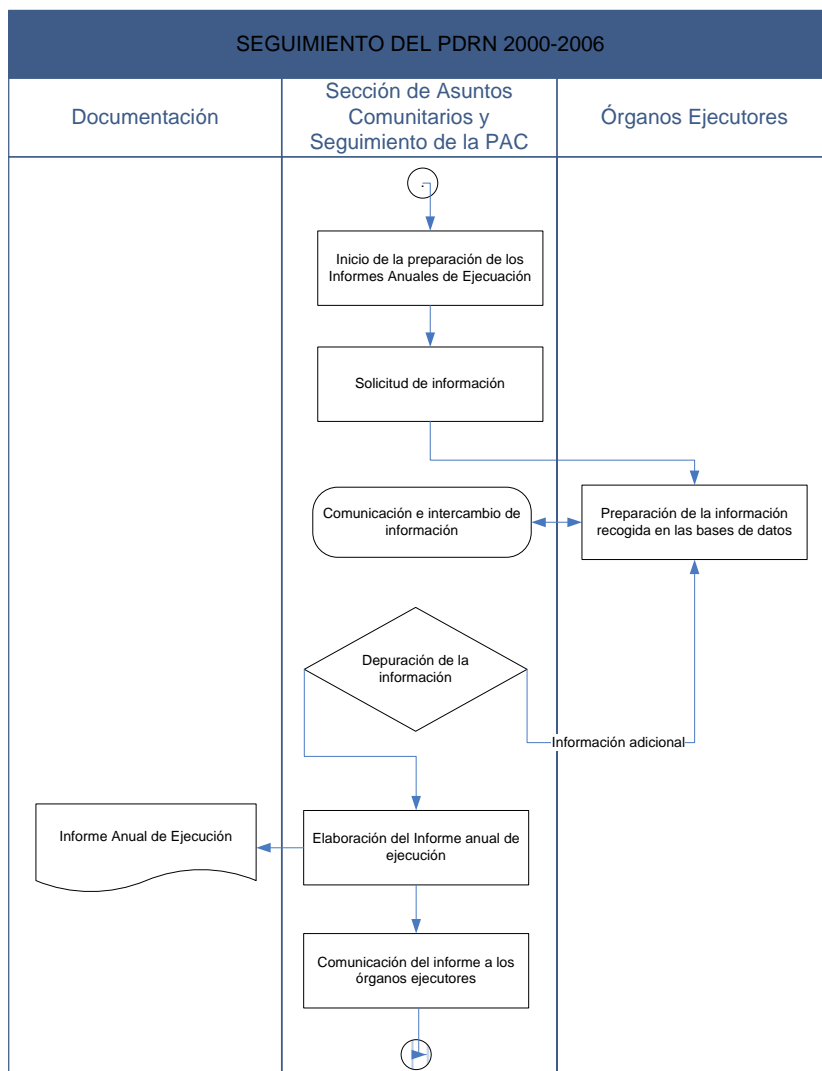 SEGUIMIENTO DEL PDRN 2000-2006
Documentación
Sección de Asuntos
Comunitarios y
Seguimiento de la PAC
Órganos Ejecutores
Inicio de la preparación de los
Informes Anuales de Ejecuación
Solicitud de información
Comunicación e intercambio de
información
Preparación de la información
recogida en las bases de datos
Depuración de la
información
Información adicional
Informe Anual de Ejecución
Elaboración del Informe anual de
ejecución
Comunicación del informe a los
órganos ejecutores